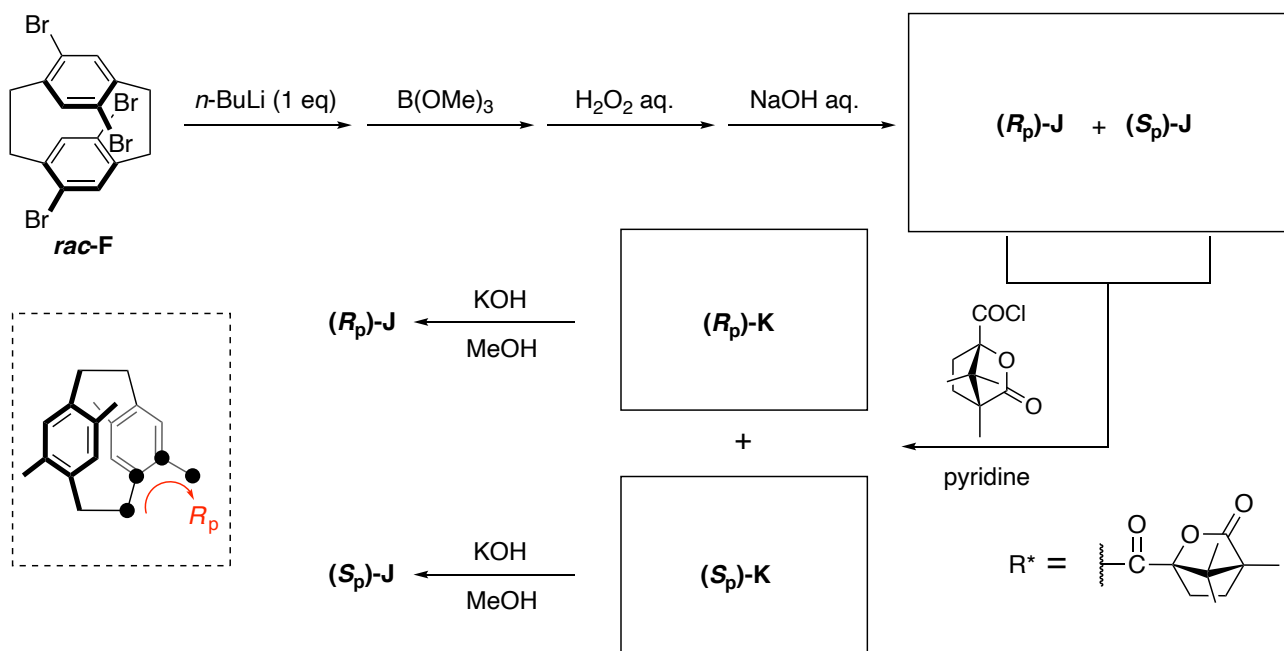 Br
Br
Br
Br
rac-F
n-BuLi (1 eq)
B(OMe)3
H2O2 aq.
NaOH aq.
(Rp)-J + (Sp)-J
(Rp)-J
KOH
MeOH
(Rp)-K
COCl
O
O
pyridine
+
Rp
(Sp)-J
KOH
MeOH
(Sp)-K
R* =
O
C
O
O